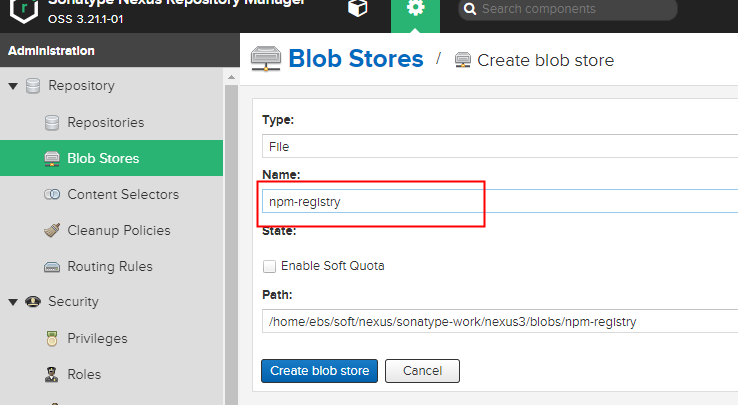 Sonatype Nexus Repository Manager
OSS 3.21.1-01
Search components
Administration
Repository
Repositories
Blob Stores
Content Selectors
Cleanup Policies
Routing Rules
Security
Privileges
Roles
Blob Stores / Create blob store
Type:
File
Name:
npm-registry
State:
Enable Soft Quota
Path:
/home/ebs/soft/nexus/sonatype-work/nexus3/blobs/npm-registry
Create blob store
Cancel